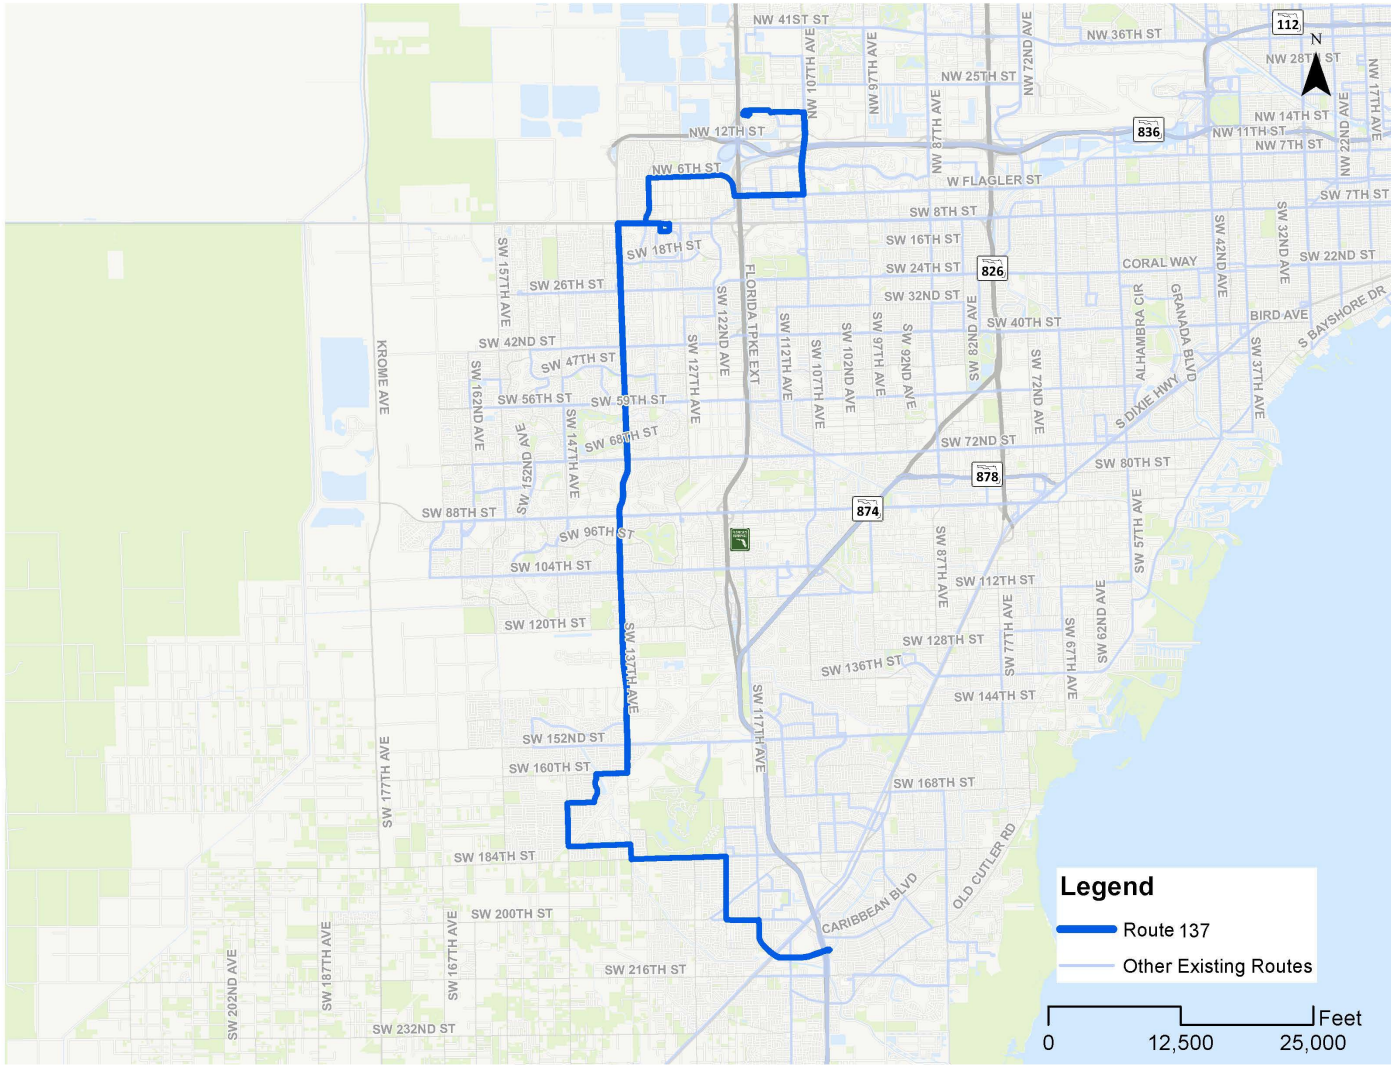 NW 41ST ST
112
NW 36TH ST
N
NW 28TH ST
NW 107TH AVE
NW 97TH AVE
NW 72ND AVE
NW 17TH AVE
NW 25TH ST
NW 87TH AVE
NW 22ND AVE
NW 14TH ST
NW 12TH ST
836
NW 11TH ST
NW 7TH ST
NW 6TH ST
W FLAGLER ST
SW 7TH ST
SW 8TH ST
SW 42ND AVE
SW 32ND AVE
SW 157TH AVE
SW 18TH ST
SW 16TH ST
SW 22ND ST
SW 24TH ST
826
CORAL WAY
FLORIDA TPKE EXT
SW 26TH ST
SW 122ND AVE
SW 32ND ST
SW 82ND AVE
ALHAMBRA CIR
GRANADA BLVD
S BAYSHORE DR
BIRD AVE
SW 40TH ST
SW 112TH AVE
SW 107TH AVE
SW 102ND AVE
SW 97TH AVE
SW 92ND AVE
SW 42ND ST
KROME AVE
SW 127TH AVE
SW 37TH AVE
SW 47TH ST
SW 162ND AVE
SW 72ND AVE
S DIXIE HWY
SW 56TH ST
SW 59TH ST
SW 147TH AVE
SW 152ND AVE
SW 68TH ST
SW 72ND ST
SW 80TH ST
878
874
SW 88TH ST
SW 57TH AVE
SW 96TH ST
SW 87TH AVE
SW 104TH ST
SW 112TH ST
SW 77TH AVE
SW 67TH AVE
SW 62ND AVE
SW 120TH ST
SW 137TH AVE
SW 128TH ST
SW 136TH ST
SW 144TH ST
SW 117TH AVE
SW 152ND ST
SW 177TH AVE
SW 160TH ST
SW 168TH ST
OLD CUTLER RD
SW 184TH ST
CARIBBEAN BLVD
Legend
SW 200TH ST
Route 137
SW 202ND AVE
SW 187TH AVE
SW 167TH AVE
SW 216TH ST
Other Existing Routes
SW 232ND ST
Feet
0 12,500 25,000